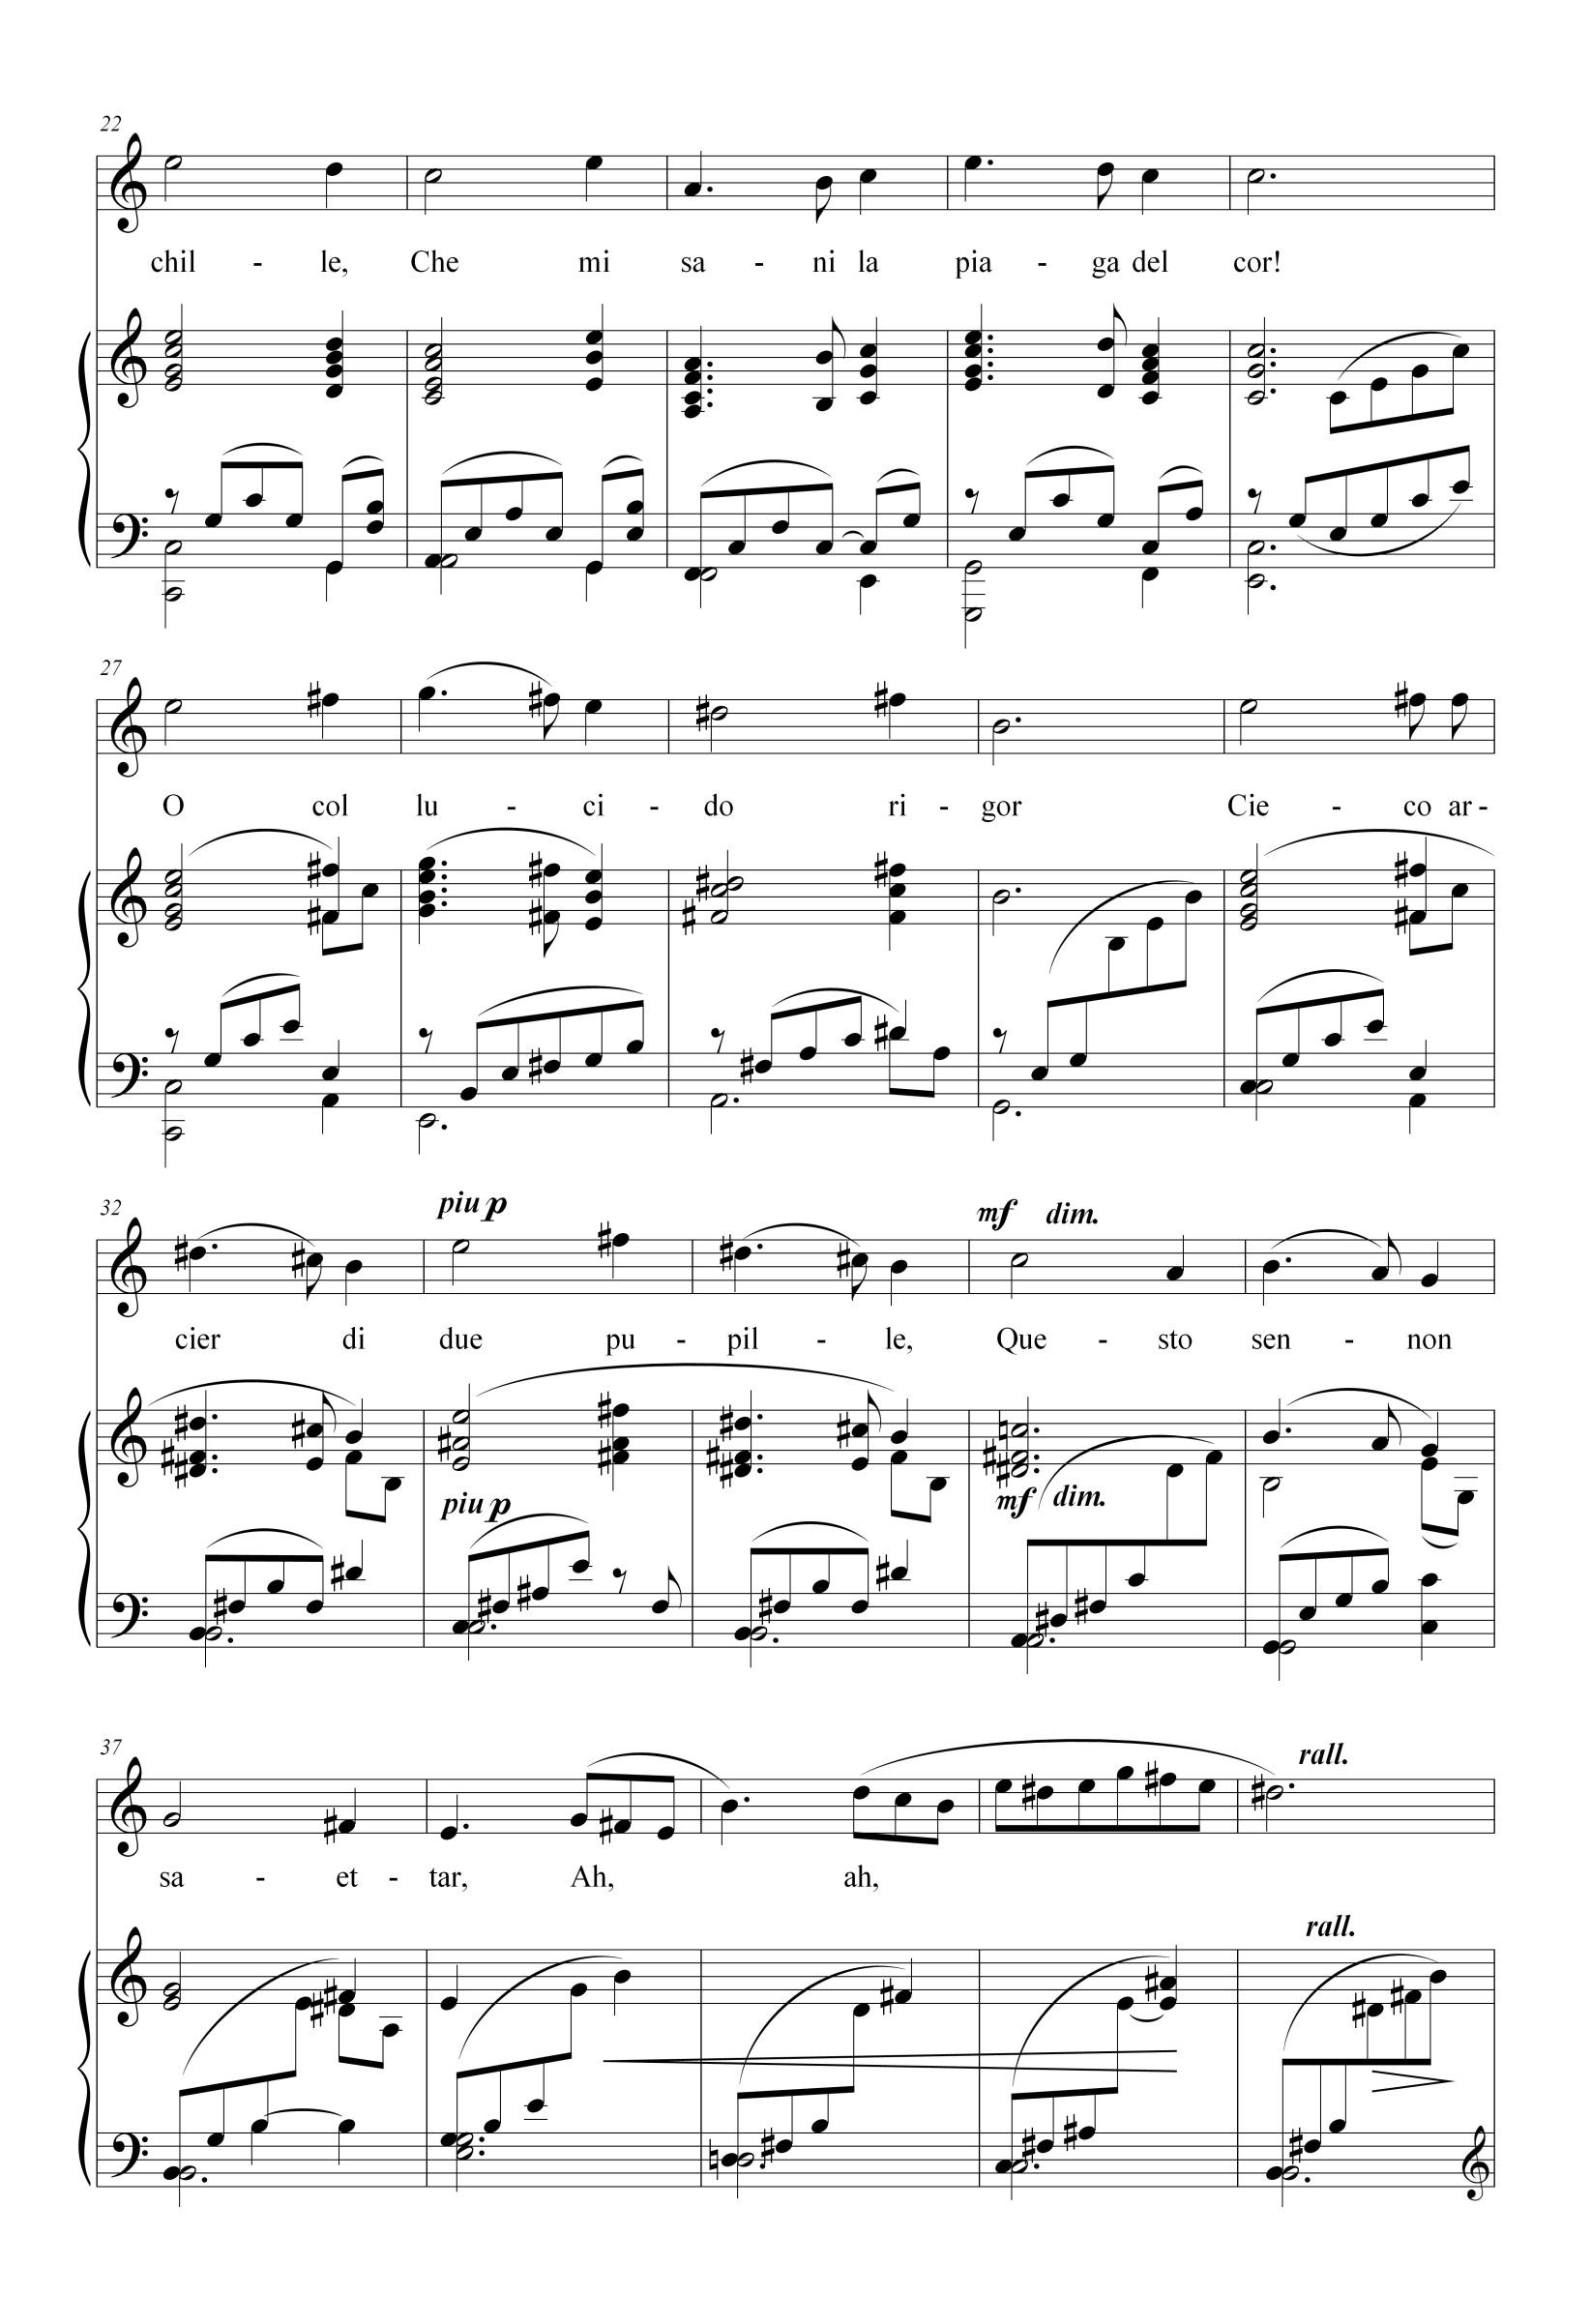 22
chil - le, Che mi sa - ni la pia - ga del cor!
27
O col lu - ci - do ri - gor Cie - co ar-
32
piu p
mf dim.
cier di due pu - pil - le, Que - sto sen - non
piu p
mf dim.
37
rall.
sa - et - tar, Ah, ah,
rall.